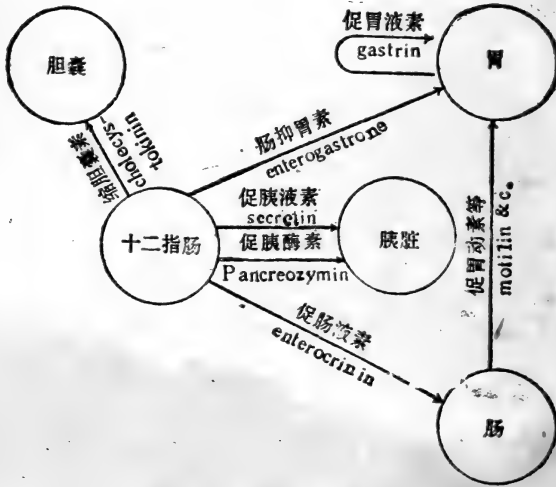 促胃液素
gastrin
胃
胆囊
缩胆囊素
cholecys-
tokinin
肠抑胃素
enterogastrone
促胰液素
secretin
十二指肠
促胰酶素
Pancreozymin
胰脏
促胃动素等
motilin & c.
促肠液素
enterocrinin
肠